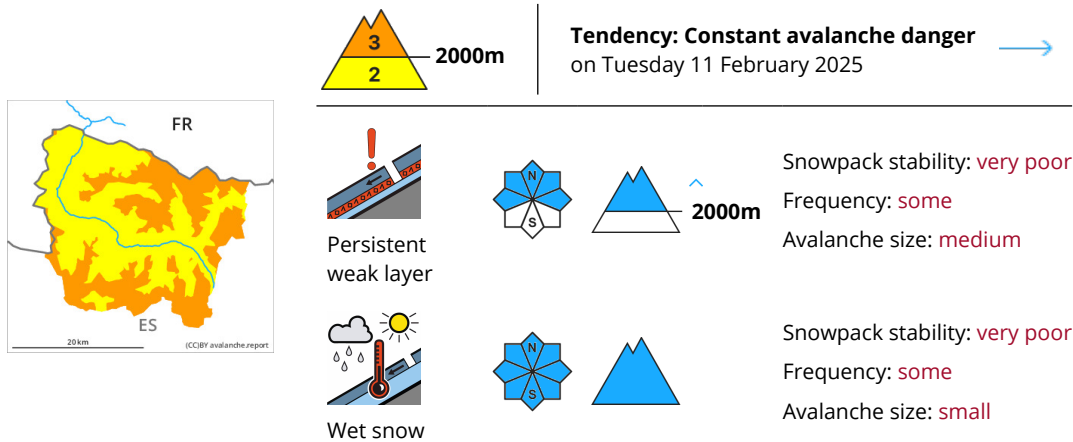 3
2
2000m
Tendency: Constant avalanche danger
on Tuesday 11 February 2025
FR
ES
20 km
(CC)BY avalanche.report
Persistent
weak layer
N
S
2000m
Snowpack stability: very poor
Frequency: some
Avalanche size: medium
Wet snow
N
S
Snowpack stability: very poor
Frequency: some
Avalanche size: small